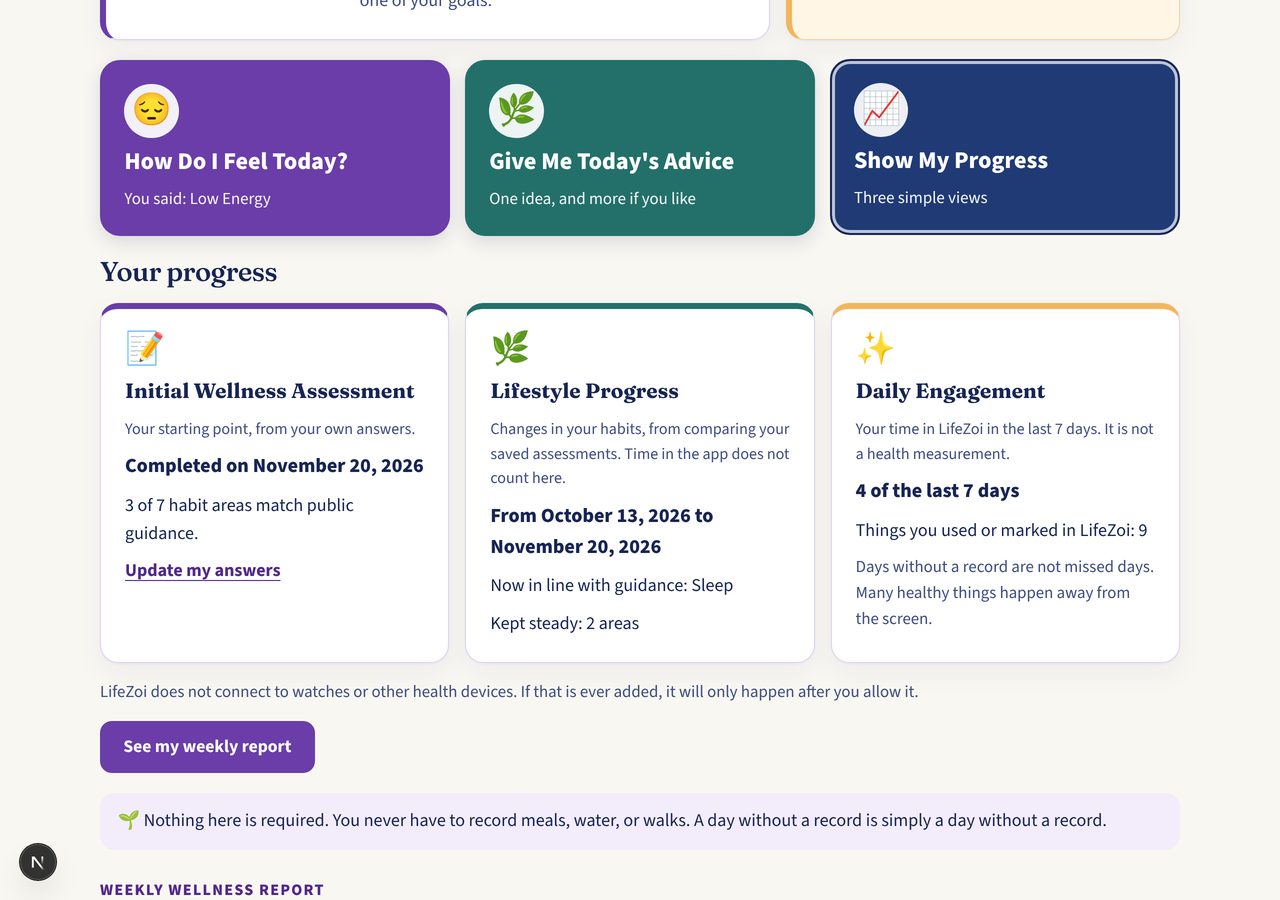 one of your goals.
How Do I Feel Today?
You said: Low Energy
Give Me Today's Advice
One idea, and more if you like
Show My Progress
Three simple views
Your progress
Initial Wellness Assessment
Your starting point, from your own answers.
Completed on November 20, 2026
3 of 7 habit areas match public
guidance.
Update my answers
Lifestyle Progress
Changes in your habits, from comparing your
saved assessments. Time in the app does not
count here.
From October 13, 2026 to
November 20, 2026
Now in line with guidance: Sleep
Kept steady: 2 areas
Daily Engagement
Your time in LifeZoi in the last 7 days. It is not
a health measurement.
4 of the last 7 days
Things you used or marked in LifeZoi: 9
Days without a record are not missed days.
Many healthy things happen away from
the screen.
LifeZoi does not connect to watches or other health devices. If that is ever added, it will only happen after you allow it.
See my weekly report
Nothing here is required. You never have to record meals, water, or walks. A day without a record is simply a day without a record.
N
WEEKLY WELLNESS REPORT